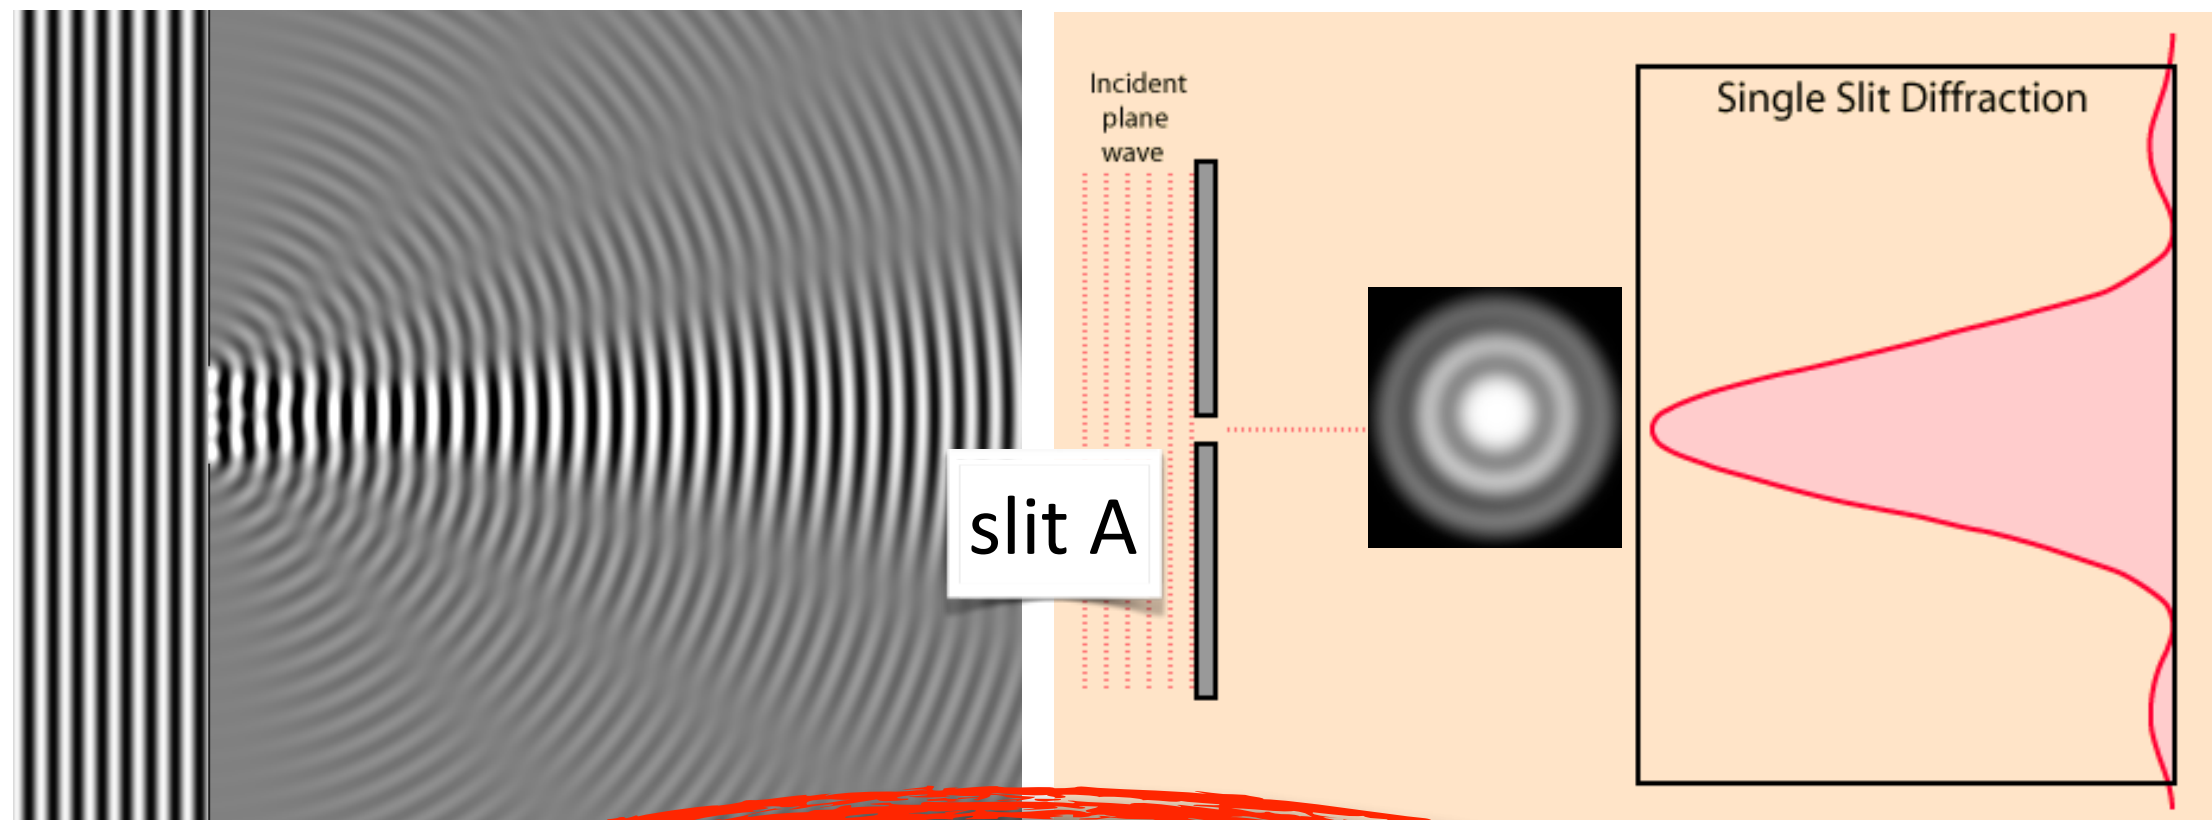 Incident
plane
wave
Single Slit Diffraction
slit A